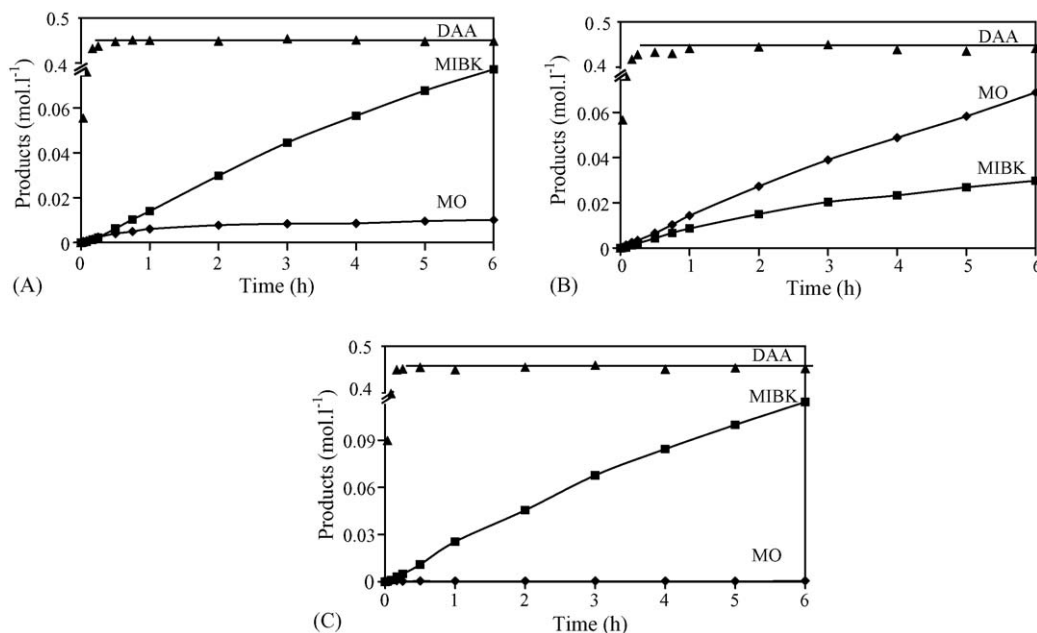 0.5
DAA
0.4
MIBK
0.06
0.04
0.02
MO
0
0 1 2 3 4 5 6
Products (mol.l⁻¹)
Time (h)
(A)
0.5
DAA
0.4
0.06
MO
0.04
MIBK
0.02
0
0 1 2 3 4 5 6
Products (mol.l⁻¹)
Time (h)
(B)
0.5
DAA
0.4
MIBK
0.09
0.06
0.03
MO
0
0 1 2 3 4 5 6
Products (mol.l⁻¹)
Time (h)
(C)